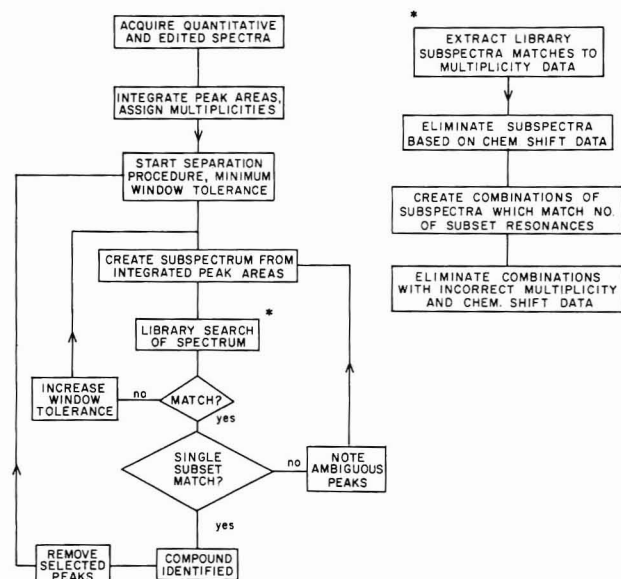 ACQUIRE QUANTITATIVE
AND EDITED SPECTRA
INTEGRATE PEAK AREAS,
ASSIGN MULTIPLICITIES
START SEPARATION
PROCEDURE, MINIMUM
WINDOW TOLERANCE
CREATE SUBSPECTRUM FROM
INTEGRATED PEAK AREAS
*
LIBRARY SEARCH
OF SPECTRUM
INCREASE
WINDOW
TOLERANCE
no
MATCH?
yes
SINGLE
SUBSET
MATCH?
no
NOTE
AMBIGUOUS
PEAKS
yes
REMOVE
SELECTED
PEAKS
COMPOUND
IDENTIFIED
*
EXTRACT LIBRARY
SUBSPECTRA MATCHES TO
MULTIPLICITY DATA
ELIMINATE SUBSPECTRA
BASED ON CHEM SHIFT DATA
CREATE COMBINATIONS OF
SUBSPECTRA WHICH MATCH NO.
OF SUBSET RESONANCES
ELIMINATE COMBINATIONS
WITH INCORRECT MULTIPLICITY
AND CHEM. SHIFT DATA